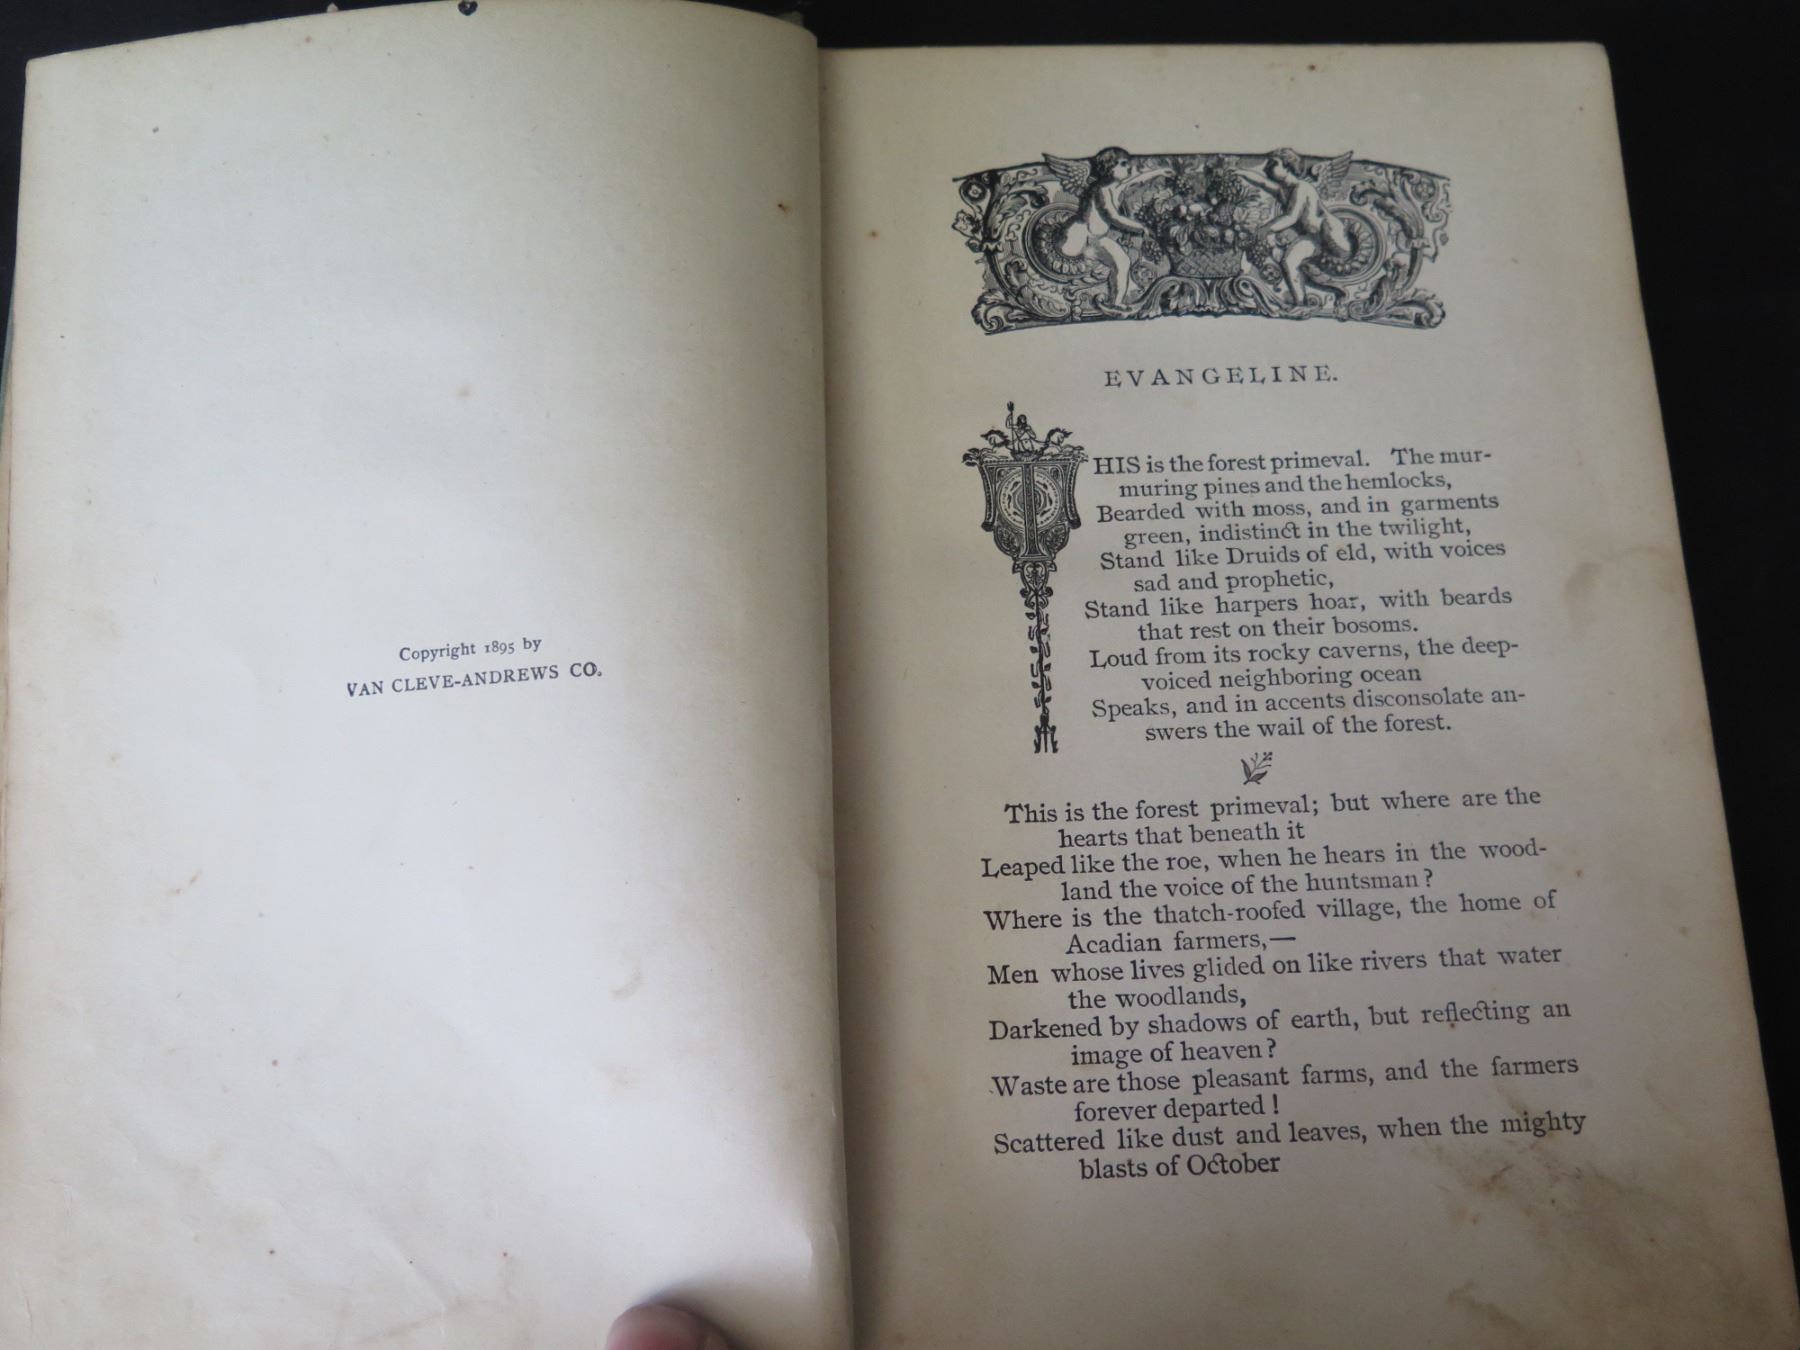 Copyright 1895 by
VAN CLEVE-ANDREWS CO.
EVANGELINE.
THIS is the forest primeval. The mur-
muring pines and the hemlocks,
Bearded with moss, and in garments
green, indistinct in the twilight,
Stand like Druids of eld, with voices
sad and prophetic,
Stand like harpers hoar, with beards
that rest on their bosoms.
Loud from its rocky caverns, the deep-
voiced neighboring ocean
Speaks, and in accents disconsolate an-
swers the wail of the forest.
This is the forest primeval; but where are the
hearts that beneath it
Leaped like the roe, when he hears in the wood-
land the voice of the huntsman?
Where is the thatch-roofed village, the home of
Acadian farmers,—
Men whose lives glided on like rivers that water
the woodlands,
Darkened by shadows of earth, but reflecting an
image of heaven?
Waste are those pleasant farms, and the farmers
forever departed!
Scattered like dust and leaves, when the mighty
blasts of October